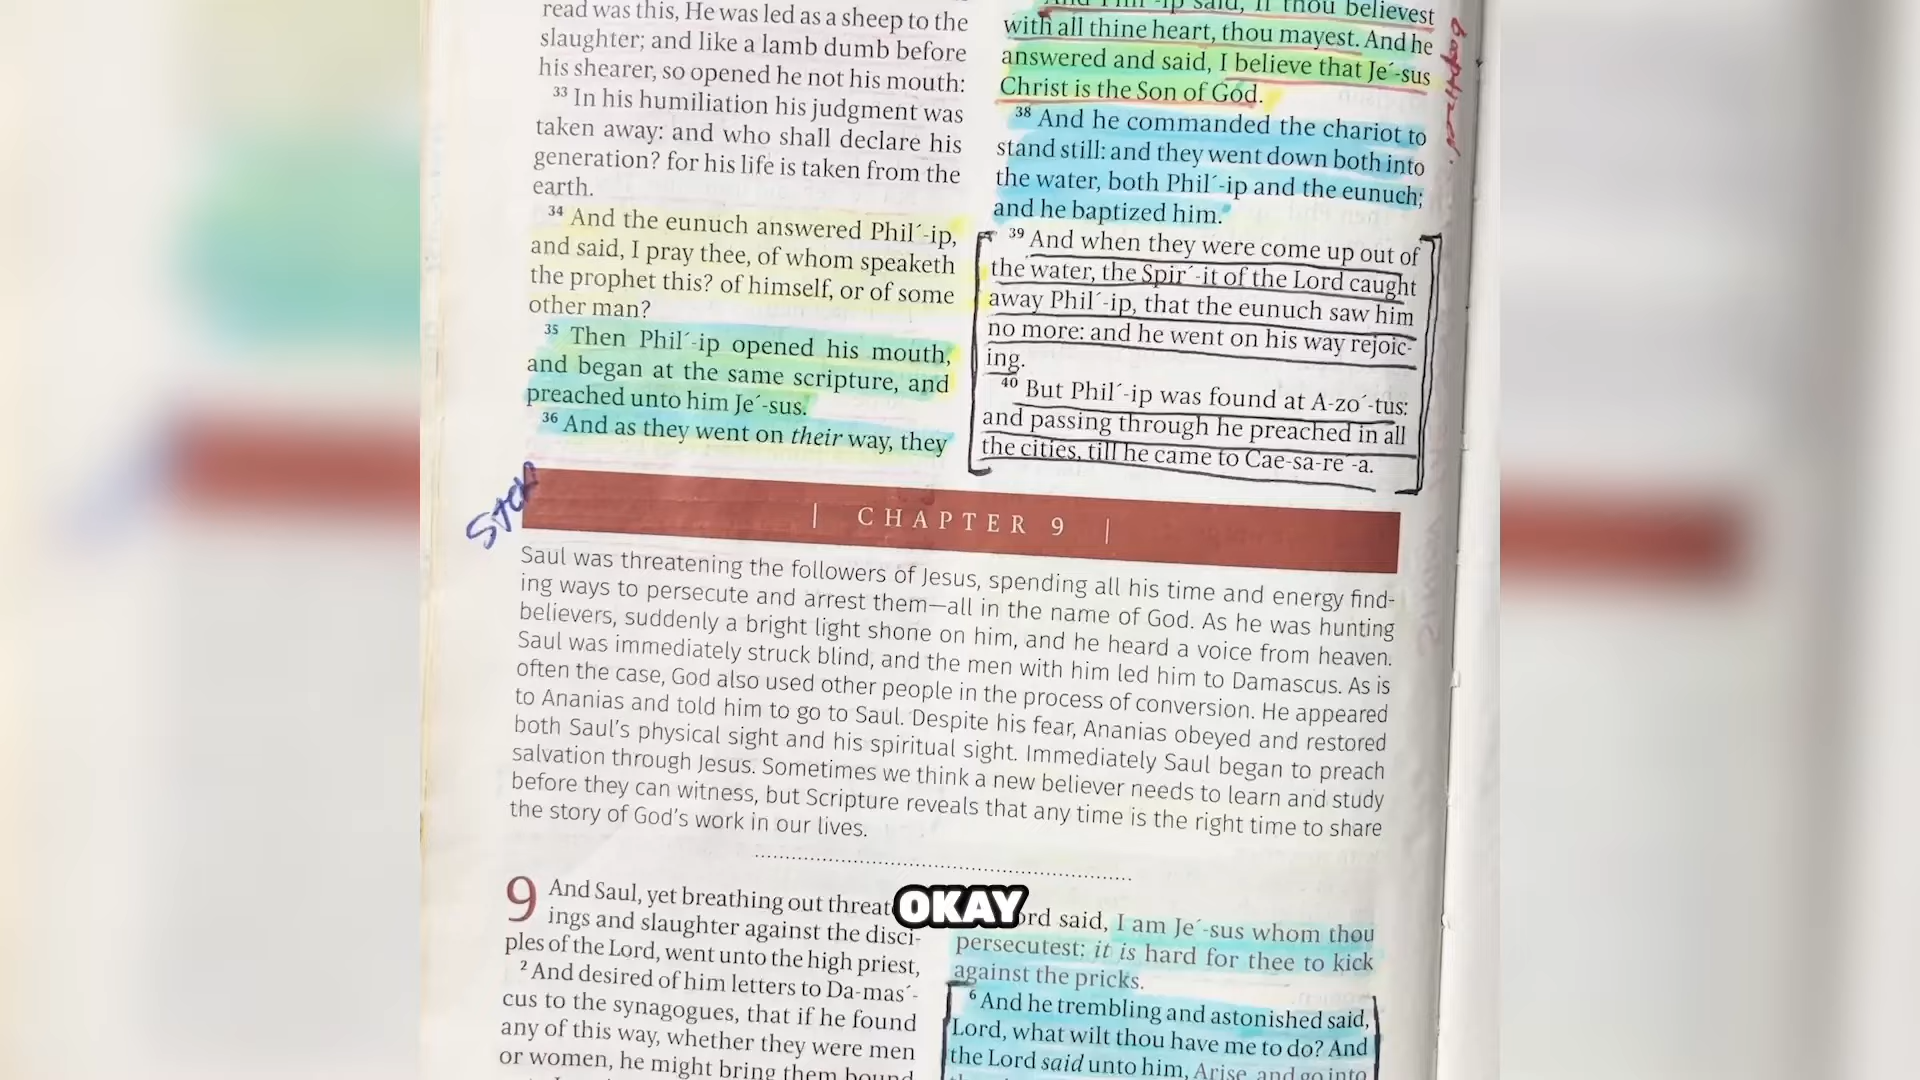 read was this, He was led as a sheep to the
slaughter; and like a lamb dumb before
his shearer, so opened he not his mouth:
33 In his humiliation his judgment was
taken away: and who shall declare his
generation? for his life is taken from the
earth.
34 And the eunuch answered Phil´-ip,
and said, I pray thee, of whom speaketh
the prophet this? of himself, or of some
other man?
35 Then Phil´-ip opened his mouth,
and began at the same scripture, and
preached unto him Je´-sus.
36 And as they went on their way, they
And Phil´-ip said, If thou believest
with all thine heart, thou mayest. And he
answered and said, I believe that Je´-sus
Christ is the Son of God.
38 And he commanded the chariot to
stand still: and they went down both into
the water, both Phil´-ip and the eunuch;
and he baptized him.
39 And when they were come up out of
the water, the Spir´-it of the Lord caught
away Phil´-ip, that the eunuch saw him
no more: and he went on his way rejoic-
ing.
40 But Phil´-ip was found at A-zo´-tus:
and passing through he preached in all
the cities, till he came to Cae-sa-re´-a.
baptized.
| CHAPTER 9 |
Saul was threatening the followers of Jesus, spending all his time and energy find-
ing ways to persecute and arrest them—all in the name of God. As he was hunting
believers, suddenly a bright light shone on him, and he heard a voice from heaven.
Saul was immediately struck blind, and the men with him led him to Damascus. As is
often the case, God also used other people in the process of conversion. He appeared
to Ananias and told him to go to Saul. Despite his fear, Ananias obeyed and restored
both Saul's physical sight and his spiritual sight. Immediately Saul began to preach
salvation through Jesus. Sometimes we think a new believer needs to learn and study
before they can witness, but Scripture reveals that any time is the right time to share
the story of God's work in our lives.
9 And Saul, yet breathing out threat
ings and slaughter against the disci-
ples of the Lord, went unto the high priest,
2 And desired of him letters to Da-mas´-
cus to the synagogues, that if he found
any of this way, whether they were men
or women, he might bring them bound
OKAY
ord said, I am Je´-sus whom thou
persecutest: it is hard for thee to kick
against the pricks.
6 And he trembling and astonished said,
Lord, what wilt thou have me to do? And
the Lord said unto him, Arise, and go into